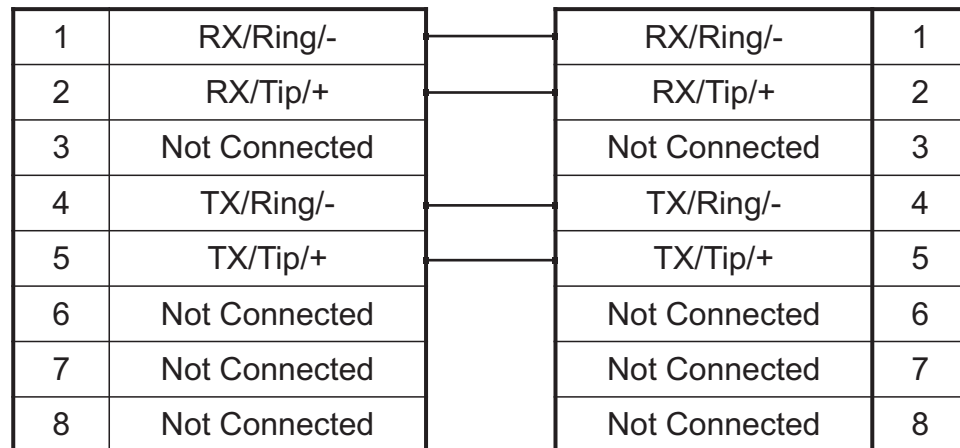 1 RX/Ring/- RX/Ring/- 1
2 RX/Tip/+ RX/Tip/+ 2
3 Not Connected Not Connected 3
4 TX/Ring/- TX/Ring/- 4
5 TX/Tip/+ TX/Tip/+ 5
6 Not Connected Not Connected 6
7 Not Connected Not Connected 7
8 Not Connected Not Connected 8